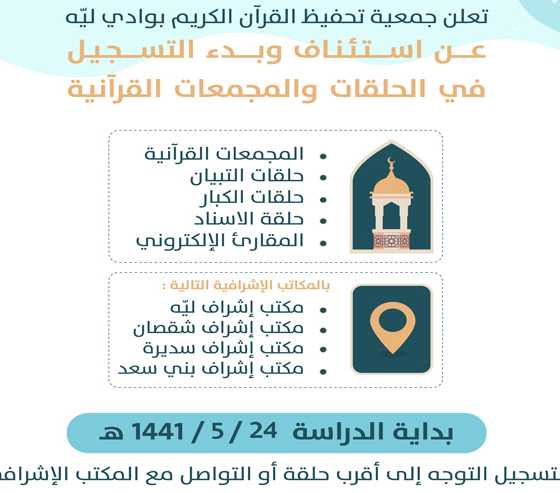 تعلن جمعية تحفيظ القرآن الكريم بوادي ليّه
عن استئناف وبدء التسجيل
في الحلقات والمجمعات القرآنية
• المجمعات القرآنية
• حلقات التبيان
• حلقات الكبار
• حلقة الاسناد
• المقارئ الإلكتروني
بالمكاتب الإشرافية التالية :
• مكتب إشراف ليّه
• مكتب إشراف شقصان
• مكتب إشراف سديرة
• مكتب إشراف بني سعد
بداية الدراسة 24 / 5 / 1441 هـ
التوجه إلى أقرب حلقة أو التواصل مع المكتب